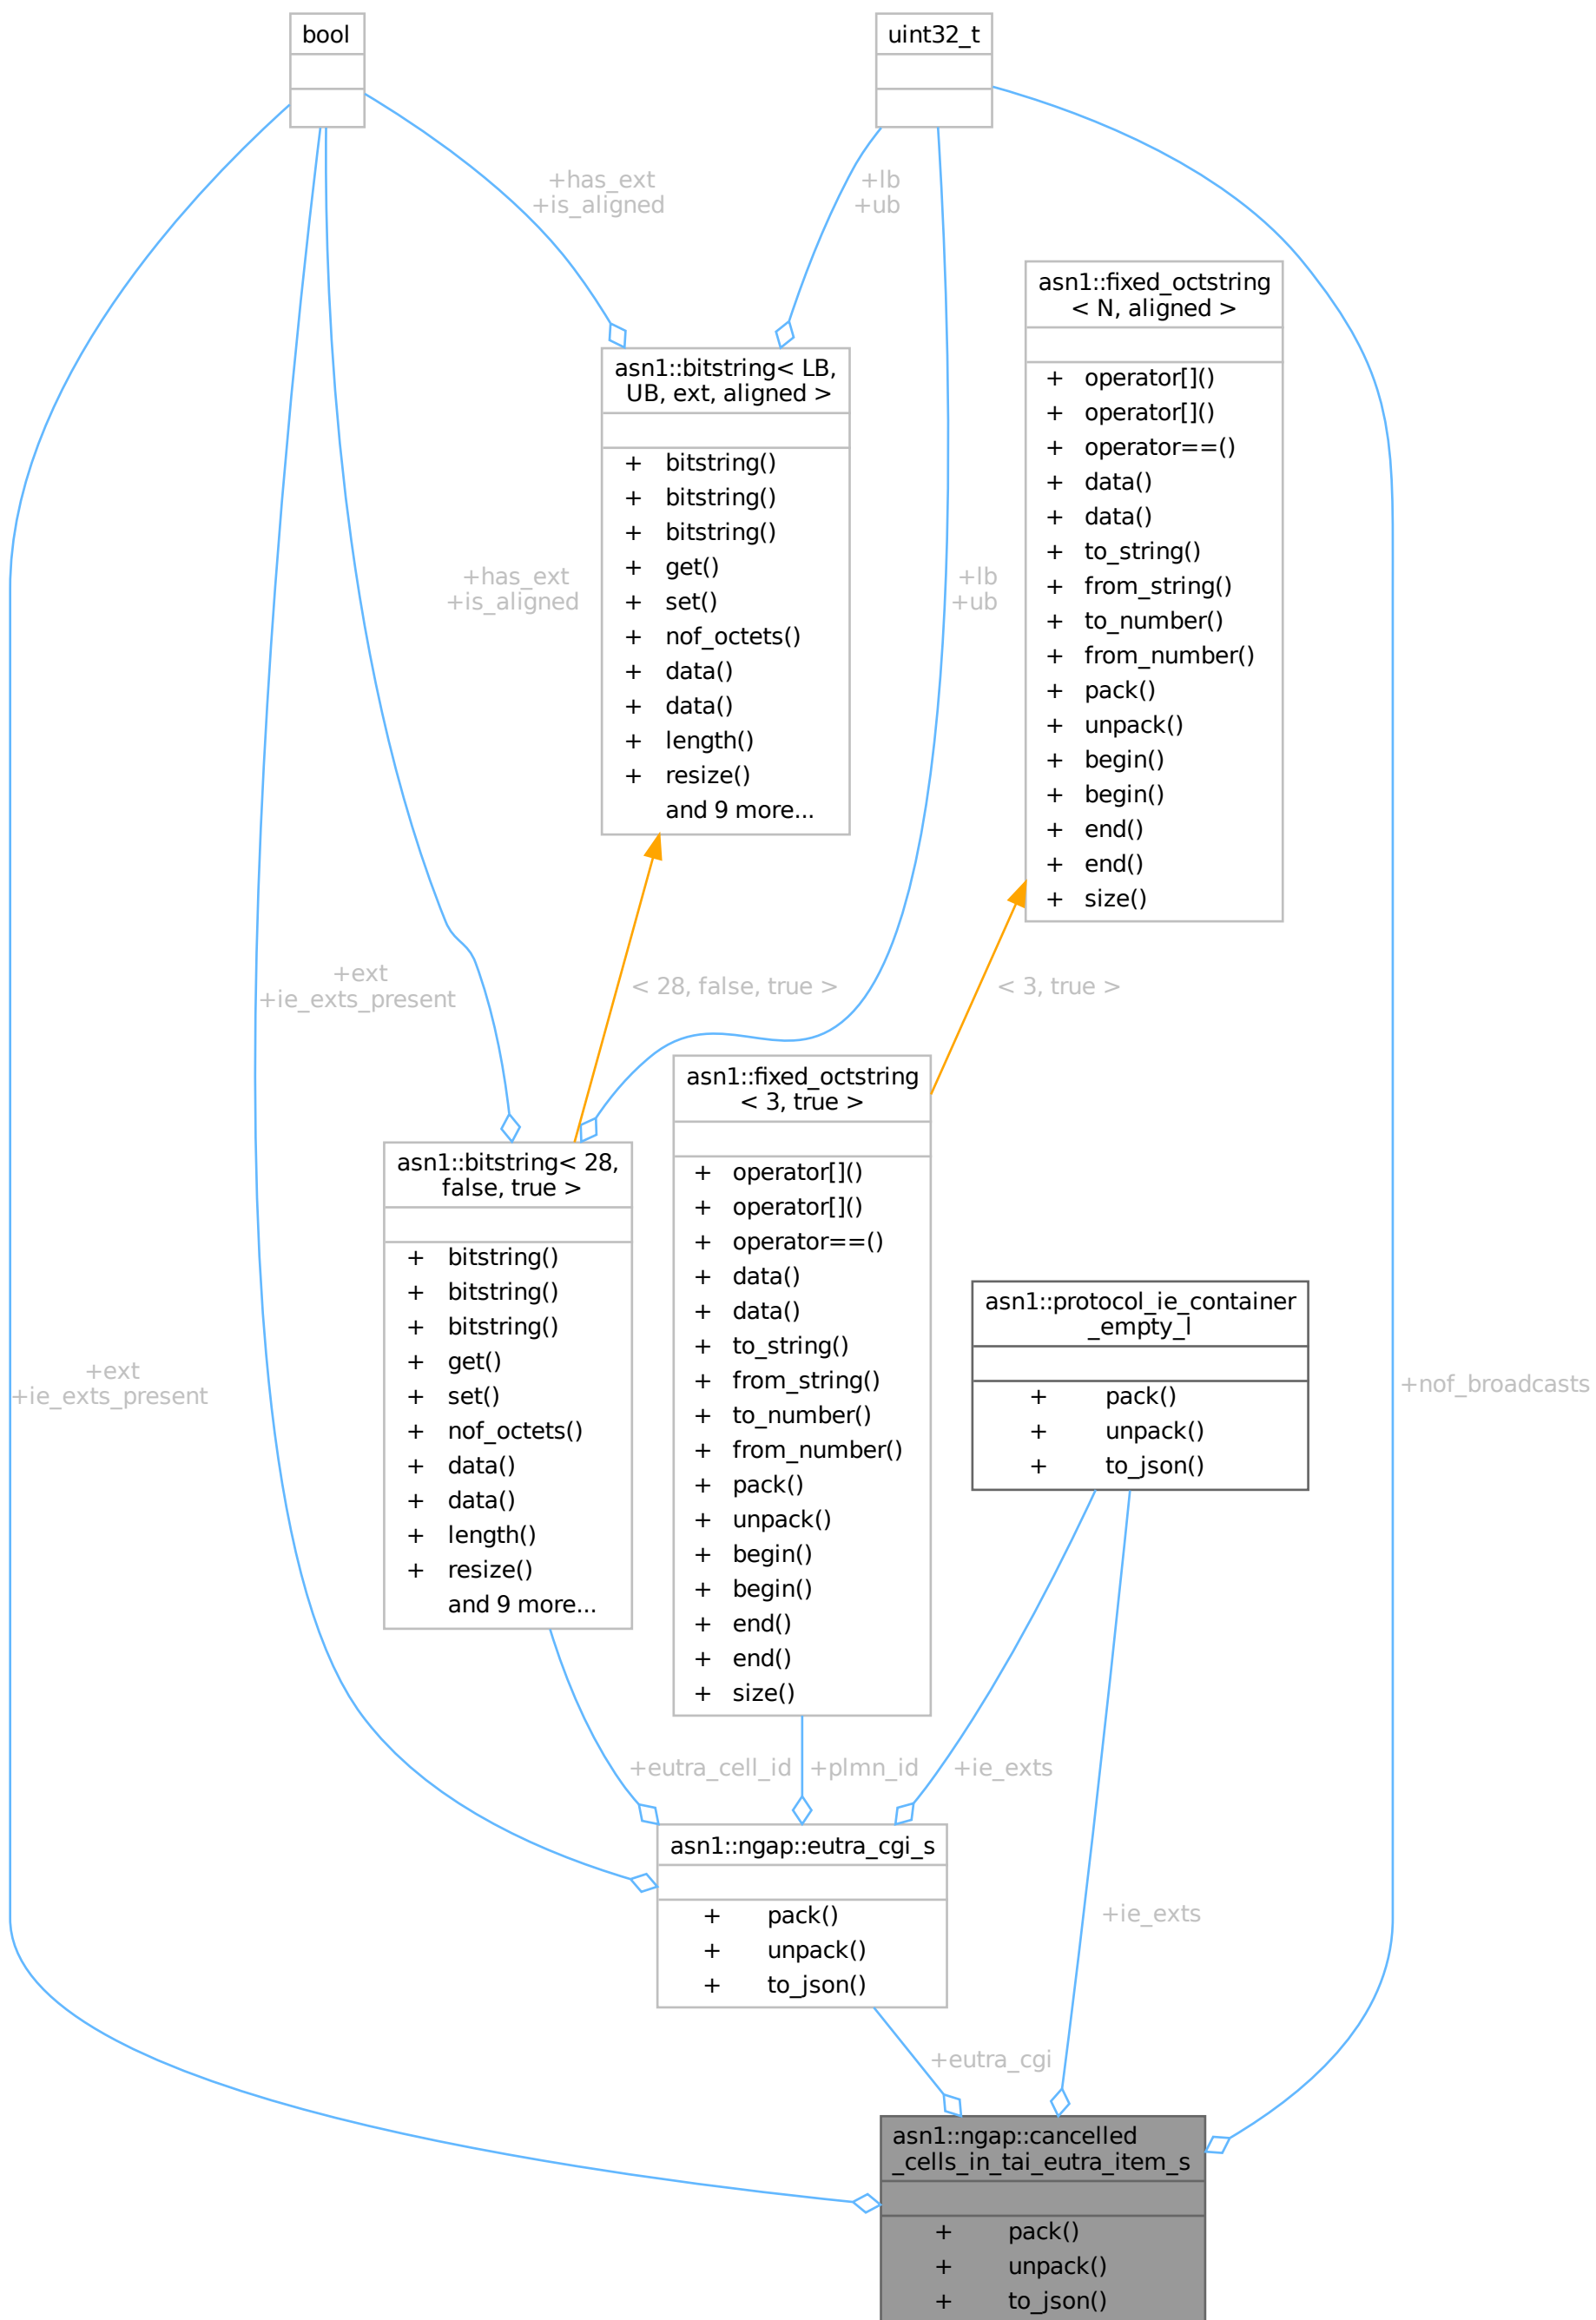 bool
uint32_t
+has_ext
+is_aligned
+lb
+ub
asn1::fixed_octstring
< N, aligned >
+ operator[]()
+ operator[]()
+ operator==()
+ data()
+ data()
+ to_string()
+ from_string()
+ to_number()
+ from_number()
+ pack()
+ unpack()
+ begin()
+ begin()
+ end()
+ end()
+ size()
asn1::bitstring< LB,
UB, ext, aligned >
+ bitstring()
+ bitstring()
+ bitstring()
+ get()
+ set()
+ nof_octets()
+ data()
+ data()
+ length()
+ resize()
and 9 more...
+has_ext
+is_aligned
+lb
+ub
+ext
+ie_exts_present
< 28, false, true >
< 3, true >
asn1::fixed_octstring
< 3, true >
+ operator[]()
+ operator[]()
+ operator==()
+ data()
+ data()
+ to_string()
+ from_string()
+ to_number()
+ from_number()
+ pack()
+ unpack()
+ begin()
+ begin()
+ end()
+ end()
+ size()
asn1::bitstring< 28,
false, true >
+ bitstring()
+ bitstring()
+ bitstring()
+ get()
+ set()
+ nof_octets()
+ data()
+ data()
+ length()
+ resize()
and 9 more...
asn1::protocol_ie_container
_empty_l
+ pack()
+ unpack()
+ to_json()
+ext
+ie_exts_present
+nof_broadcasts
+eutra_cell_id
+plmn_id
+ie_exts
asn1::ngap::eutra_cgi_s
+ pack()
+ unpack()
+ to_json()
+ie_exts
+eutra_cgi
asn1::ngap::cancelled
_cells_in_tai_eutra_item_s
+ pack()
+ unpack()
+ to_json()